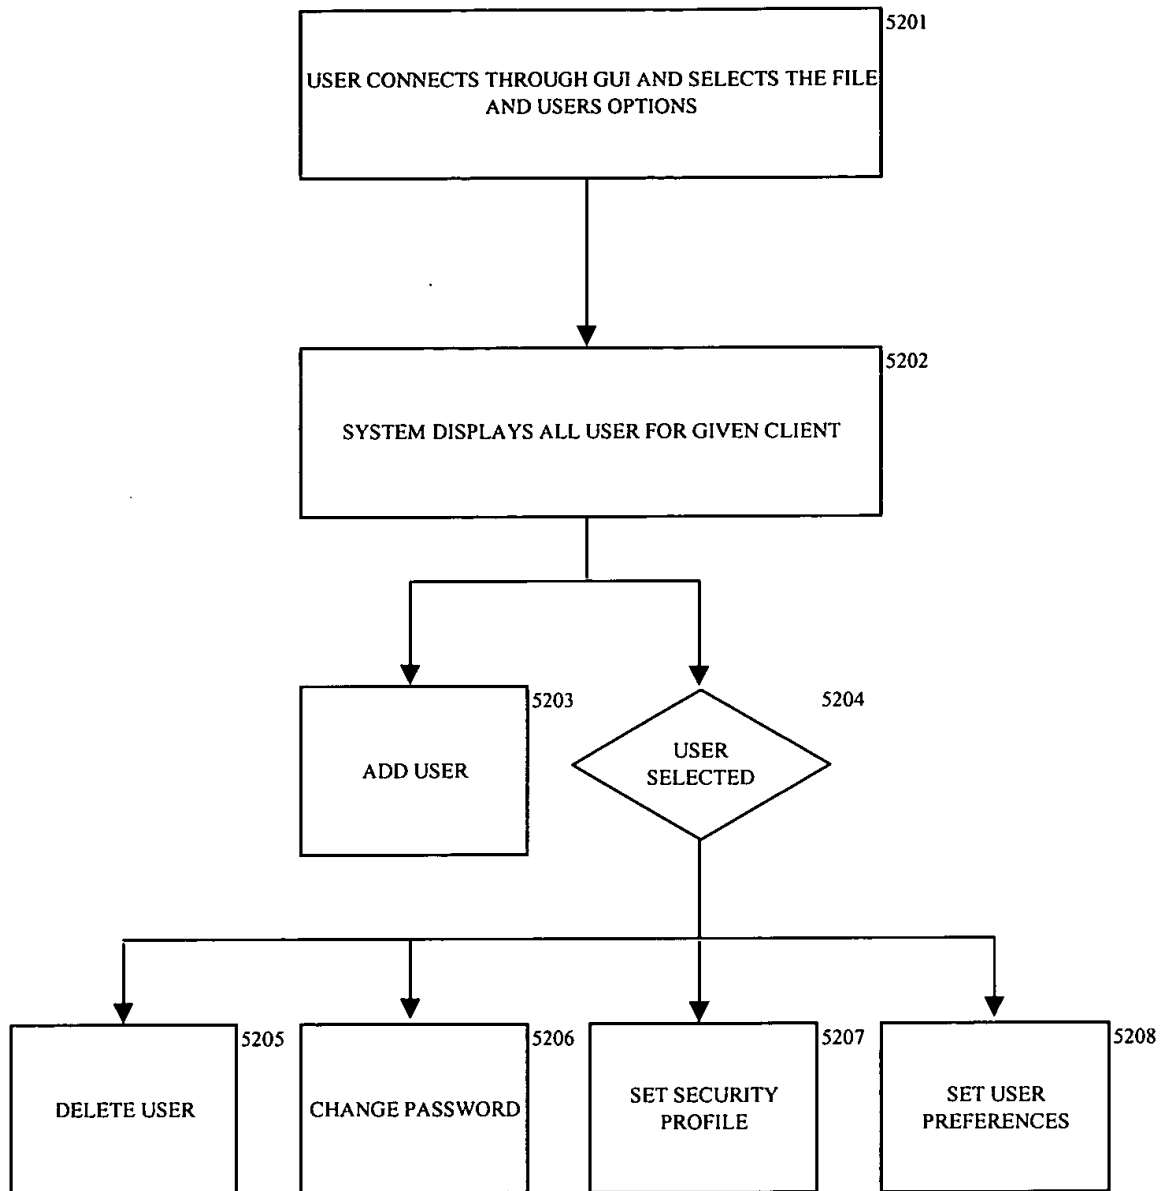 5201
USER CONNECTS THROUGH GUI AND SELECTS THE FILE
AND USERS OPTIONS
5202
SYSTEM DISPLAYS ALL USER FOR GIVEN CLIENT
5203
ADD USER
5204
USER
SELECTED
5205
DELETE USER
5206
CHANGE PASSWORD
5207
SET SECURITY
PROFILE
5208
SET USER
PREFERENCES